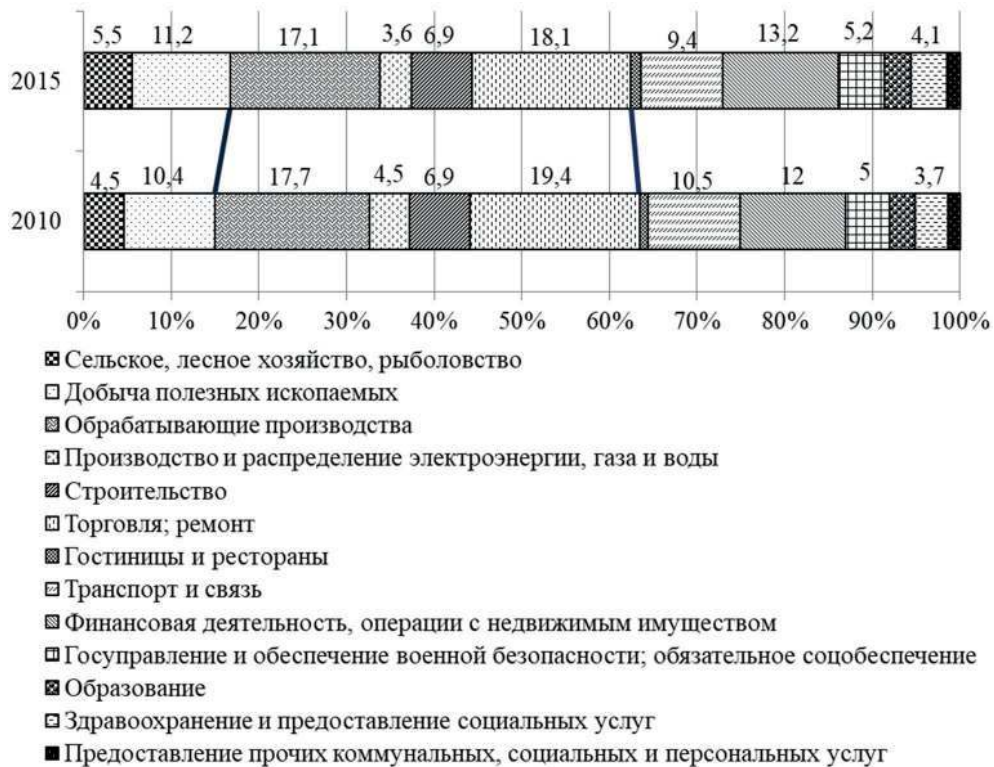 5,5 11,2 17,1 3,6 6,9 18,1 9,4 13,2 5,2 4,1
2015
4,5 10,4 17,7 4,5 6,9 19,4 10,5 12 5 3,7
2010
0% 10% 20% 30% 40% 50% 60% 70% 80% 90% 100%
Сельское, лесное хозяйство, рыболовство
Добыча полезных ископаемых
Обрабатывающие производства
Производство и распределение электроэнергии, газа и воды
Строительство
Торговля; ремонт
Гостиницы и рестораны
Транспорт и связь
Финансовая деятельность, операции с недвижимым имуществом
Госуправление и обеспечение военной безопасности; обязательное соцобеспечение
Образование
Здравоохранение и предоставление социальных услуг
Предоставление прочих коммунальных, социальных и персональных услуг